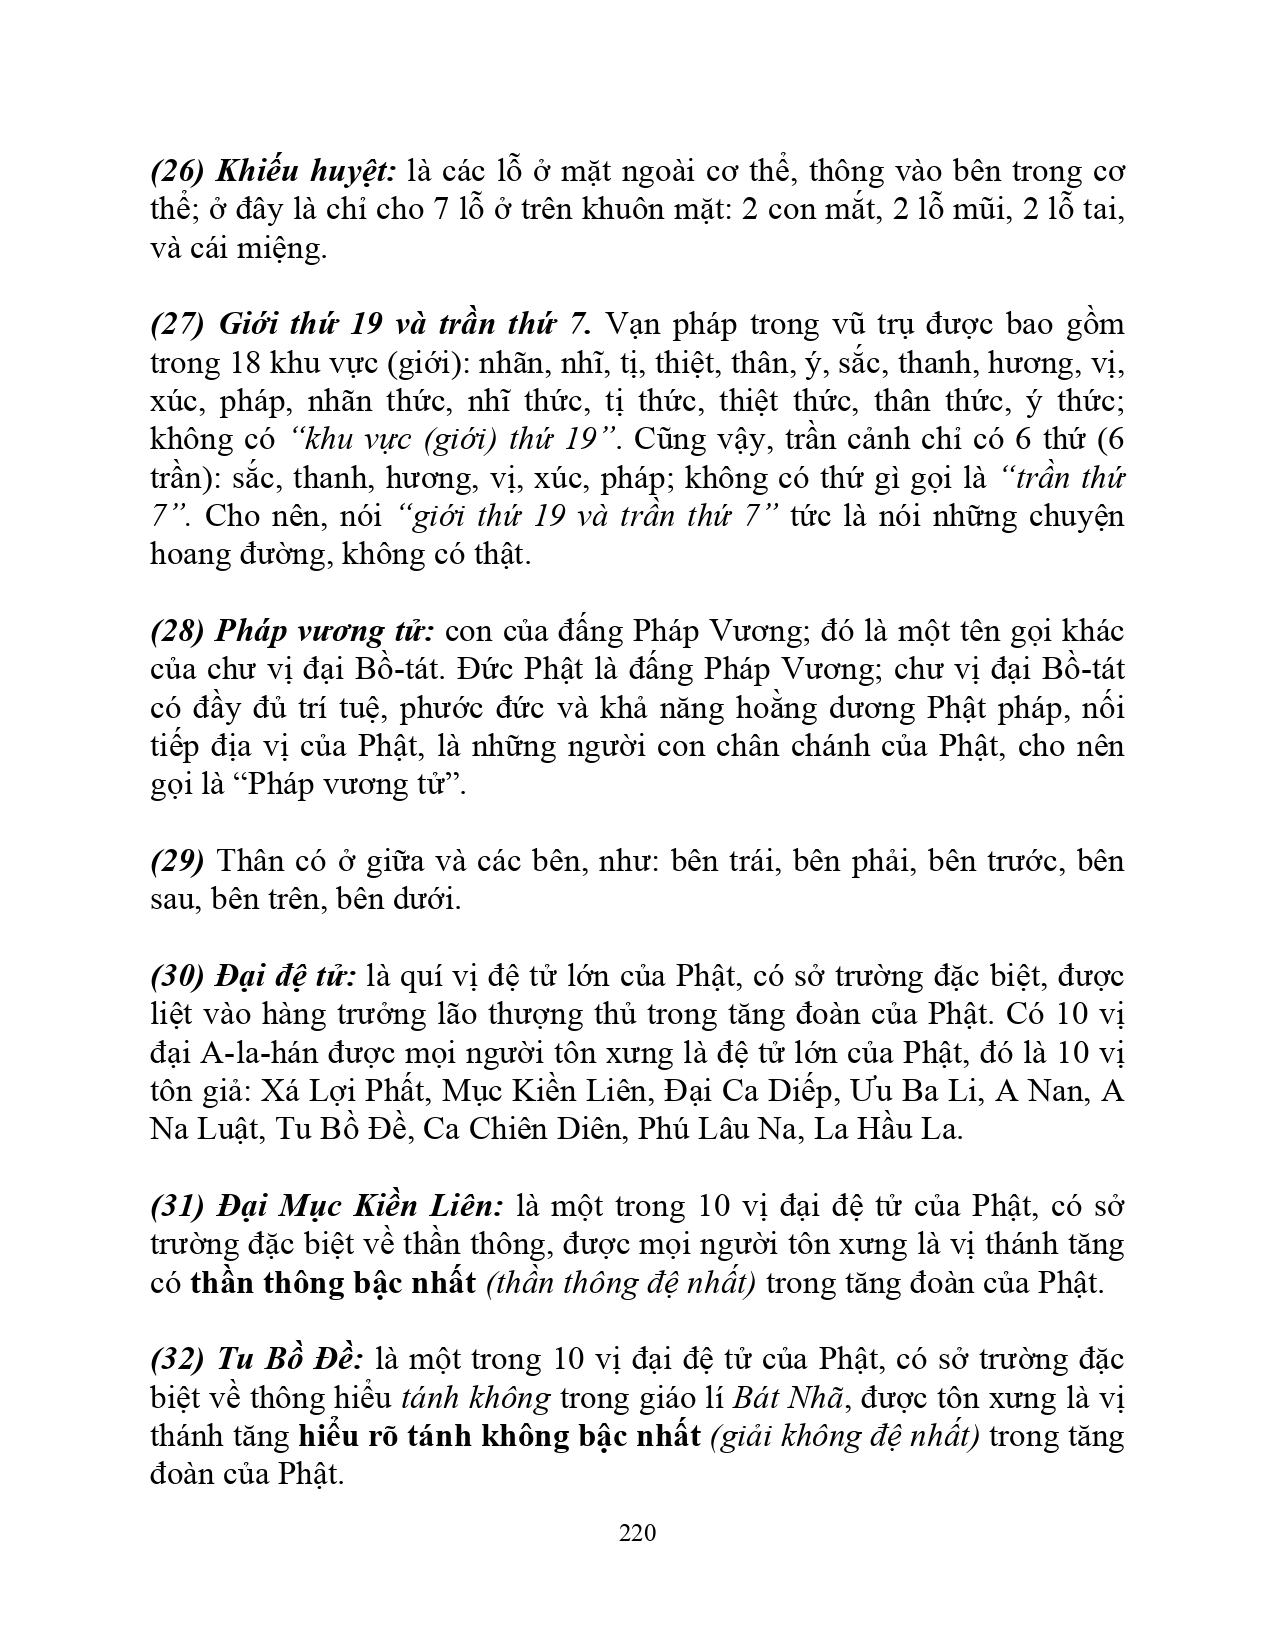 (26) Khiếu huyệt: là các lỗ ở mặt ngoài cơ thể, thông vào bên trong cơ
thể; ở đây là chỉ cho 7 lỗ ở trên khuôn mặt: 2 con mắt, 2 lỗ mũi, 2 lỗ tai,
và cái miệng.
(27) Giới thứ 19 và trần thứ 7. Vạn pháp trong vũ trụ được bao gồm
trong 18 khu vực (giới): nhãn, nhĩ, tị, thiệt, thân, ý, sắc, thanh, hương, vị,
xúc, pháp, nhãn thức, nhĩ thức, tị thức, thiệt thức, thân thức, ý thức;
không có “khu vực (giới) thứ 19”. Cũng vậy, trần cảnh chỉ có 6 thứ (6
trần): sắc, thanh, hương, vị, xúc, pháp; không có thứ gì gọi là “trần thứ
7”. Cho nên, nói “giới thứ 19 và trần thứ 7” tức là nói những chuyện
hoang đường, không có thật.
(28) Pháp vương tử: con của đấng Pháp Vương; đó là một tên gọi khác
của chư vị đại Bồ-tát. Đức Phật là đấng Pháp Vương; chư vị đại Bồ-tát
có đầy đủ trí tuệ, phước đức và khả năng hoằng dương Phật pháp, nối
tiếp địa vị của Phật, là những người con chân chánh của Phật, cho nên
gọi là “Pháp vương tử”.
(29) Thân có ở giữa và các bên, như: bên trái, bên phải, bên trước, bên
sau, bên trên, bên dưới.
(30) Đại đệ tử: là quí vị đệ tử lớn của Phật, có sở trường đặc biệt, được
liệt vào hàng trưởng lão thượng thủ trong tăng đoàn của Phật. Có 10 vị
đại A-la-hán được mọi người tôn xưng là đệ tử lớn của Phật, đó là 10 vị
tôn giả: Xá Lợi Phất, Mục Kiền Liên, Đại Ca Diếp, Ưu Ba Li, A Nan, A
Na Luật, Tu Bồ Đề, Ca Chiên Diên, Phú Lâu Na, La Hầu La.
(31) Đại Mục Kiền Liên: là một trong 10 vị đại đệ tử của Phật, có sở
trường đặc biệt về thần thông, được mọi người tôn xưng là vị thánh tăng
có thần thông bậc nhất (thần thông đệ nhất) trong tăng đoàn của Phật.
(32) Tu Bồ Đề: là một trong 10 vị đại đệ tử của Phật, có sở trường đặc
biệt về thông hiểu tánh không trong giáo lí Bát Nhã, được tôn xưng là vị
thánh tăng hiểu rõ tánh không bậc nhất (giải không đệ nhất) trong tăng
đoàn của Phật.
220